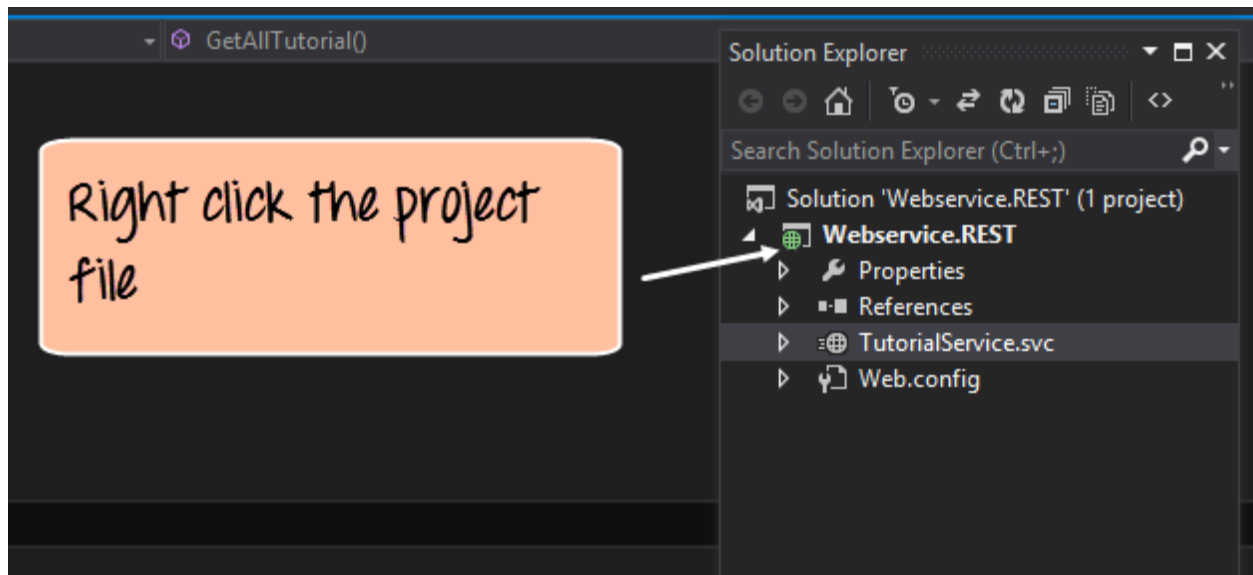 GetAllTutorial()
Solution Explorer
Search Solution Explorer (Ctrl+;)
Right click the project
file
Solution 'Webservice.REST' (1 project)
Webservice.REST
Properties
References
TutorialService.svc
Web.config